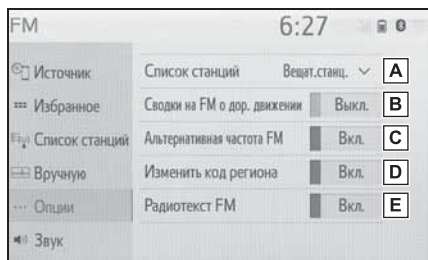 FM 6:27
Источник
Избранное
Список станций
Вручную
Опции
Звук
Список станций Вещат.станц. A
Сводки на FM о дор. движении Выкл. B
Альтернативная частота FM Вкл. C
Изменить код региона Вкл. D
Радиотекст FM Вкл. E